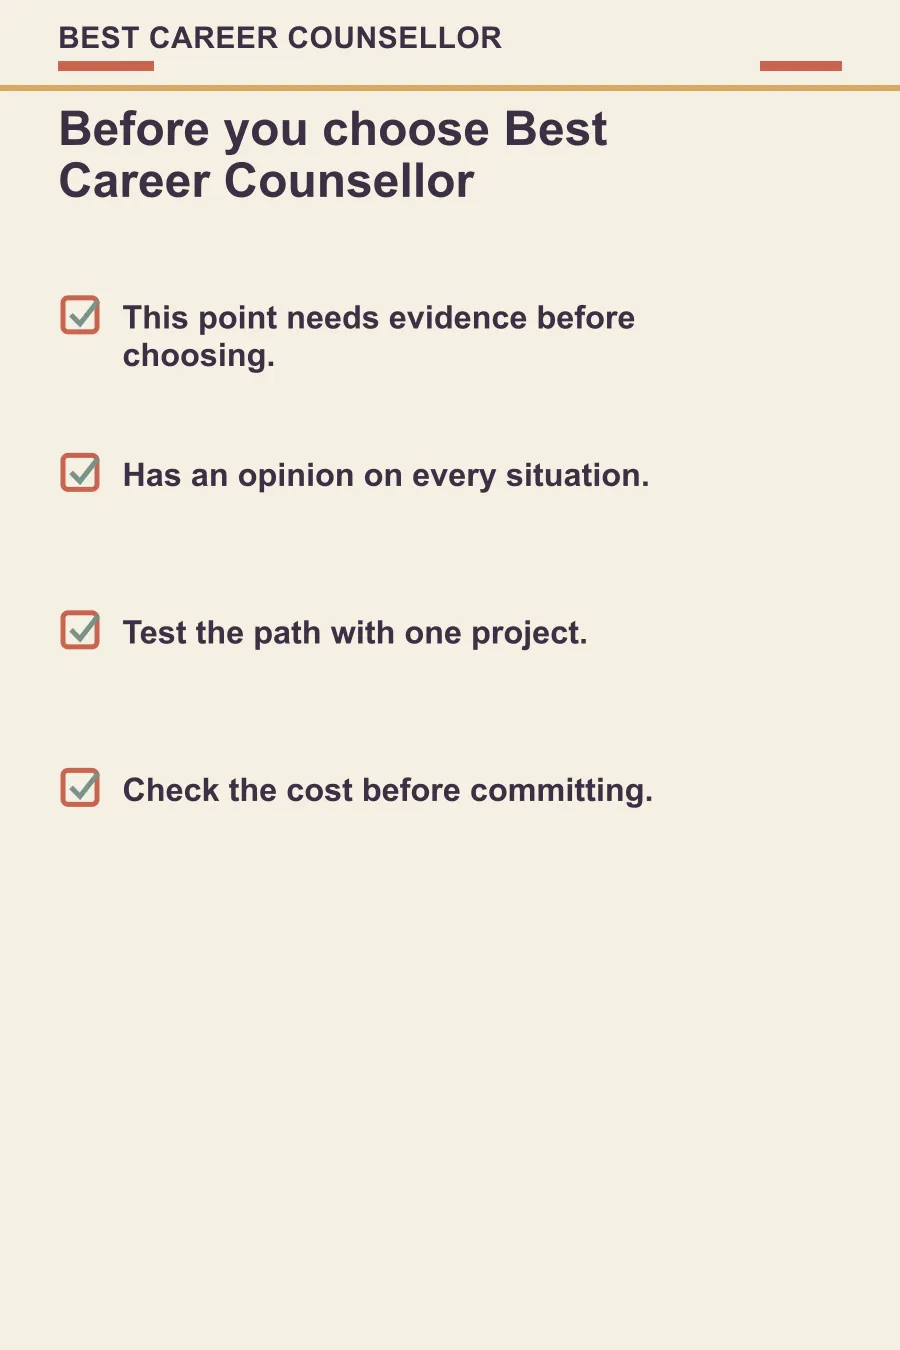 BEST CAREER COUNSELLOR
Before you choose Best
Career Counsellor
This point needs evidence before
choosing.
Has an opinion on every situation.
Test the path with one project.
Check the cost before committing.